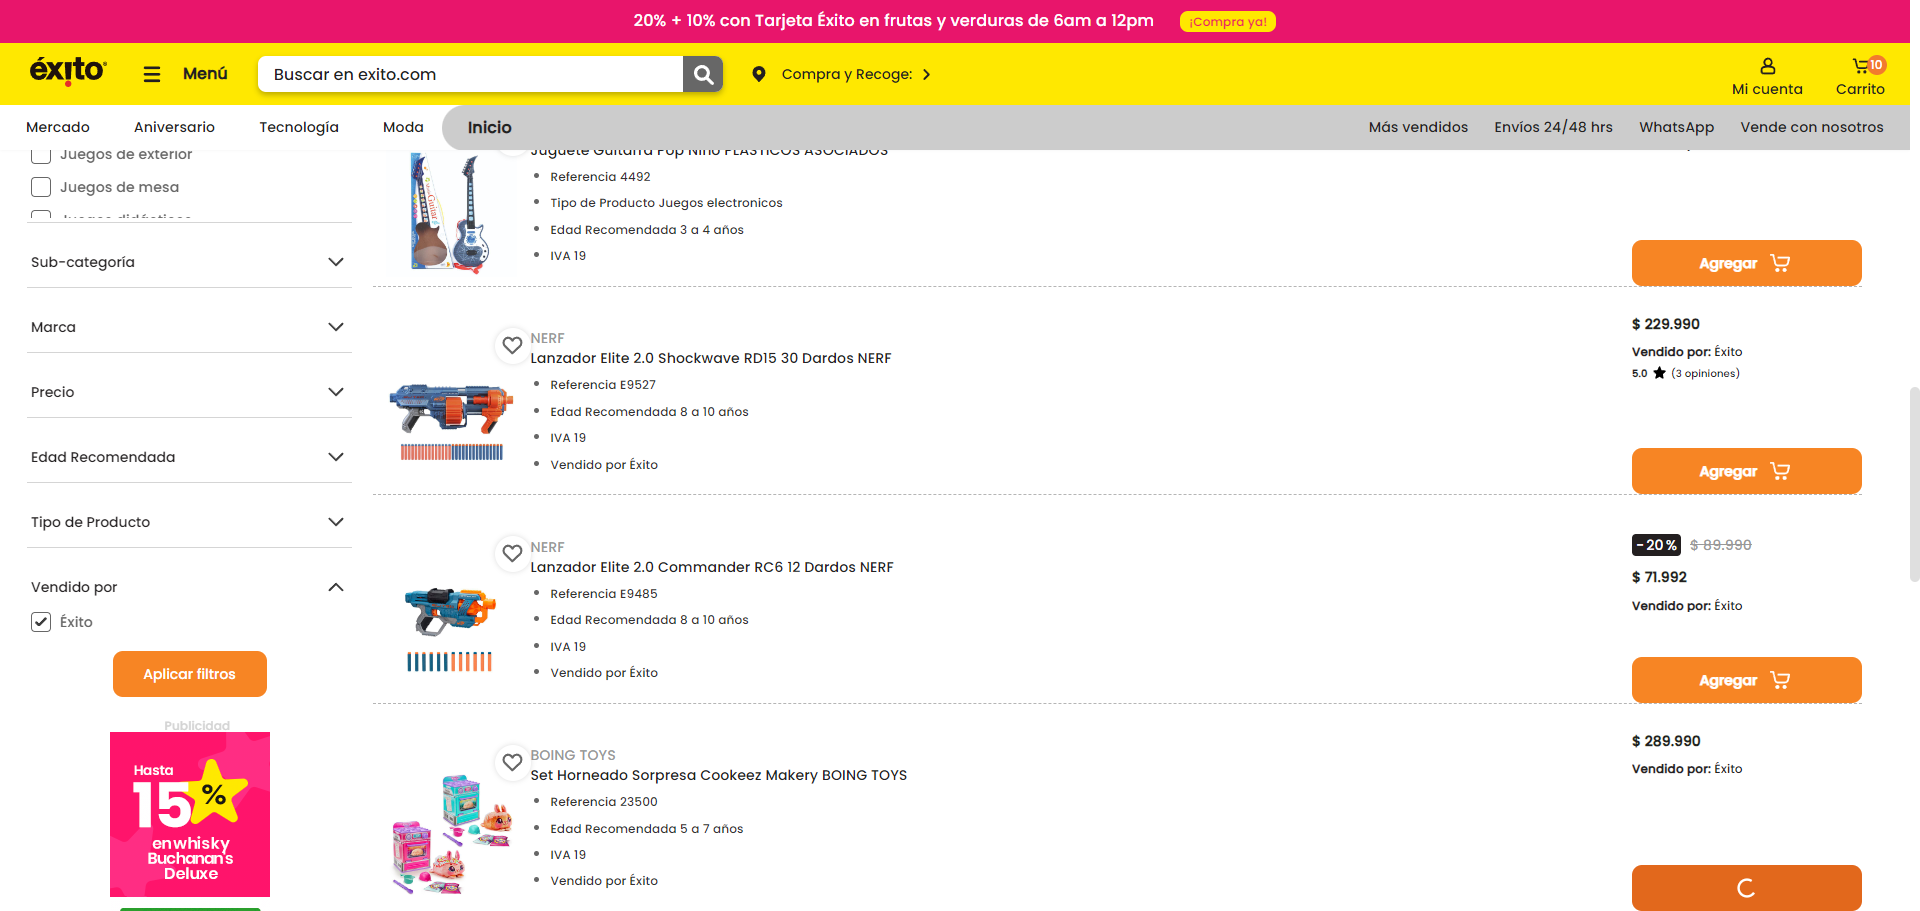 20% + 10% con Tarjeta Éxito en frutas y verduras de 6am a 12pm
¡Compra ya!
éxito
Menú
Buscar en exito.com
Compra y Recoge:
Mi cuenta
10
Carrito
Mercado
Aniversario
Tecnología
Moda
Inicio
Más vendidos
Envíos 24/48 hrs
WhatsApp
Vende con nosotros
Juegos de exterior
Juegos de mesa
Juegos didácticos
Sub-categoría
Marca
Precio
Edad Recomendada
Tipo de Producto
Vendido por
Éxito
Aplicar filtros
Publicidad
Hasta
15%
en whisky
Buchanan's
Deluxe
Juguete Guitarra Pop Niño PLASTICOS ASOCIADOS
Referencia 4492
Tipo de Producto Juegos electronicos
Edad Recomendada 3 a 4 años
IVA 19
Agregar
NERF
Lanzador Elite 2.0 Shockwave RD15 30 Dardos NERF
Referencia E9527
Edad Recomendada 8 a 10 años
IVA 19
Vendido por Éxito
$ 229.990
Vendido por: Éxito
5.0 ★ (3 opiniones)
Agregar
NERF
Lanzador Elite 2.0 Commander RC6 12 Dardos NERF
Referencia E9485
Edad Recomendada 8 a 10 años
IVA 19
Vendido por Éxito
-20% $ 89.990
$ 71.992
Vendido por: Éxito
Agregar
BOING TOYS
Set Horneado Sorpresa Cookeez Makery BOING TOYS
Referencia 23500
Edad Recomendada 5 a 7 años
IVA 19
Vendido por Éxito
$ 289.990
Vendido por: Éxito